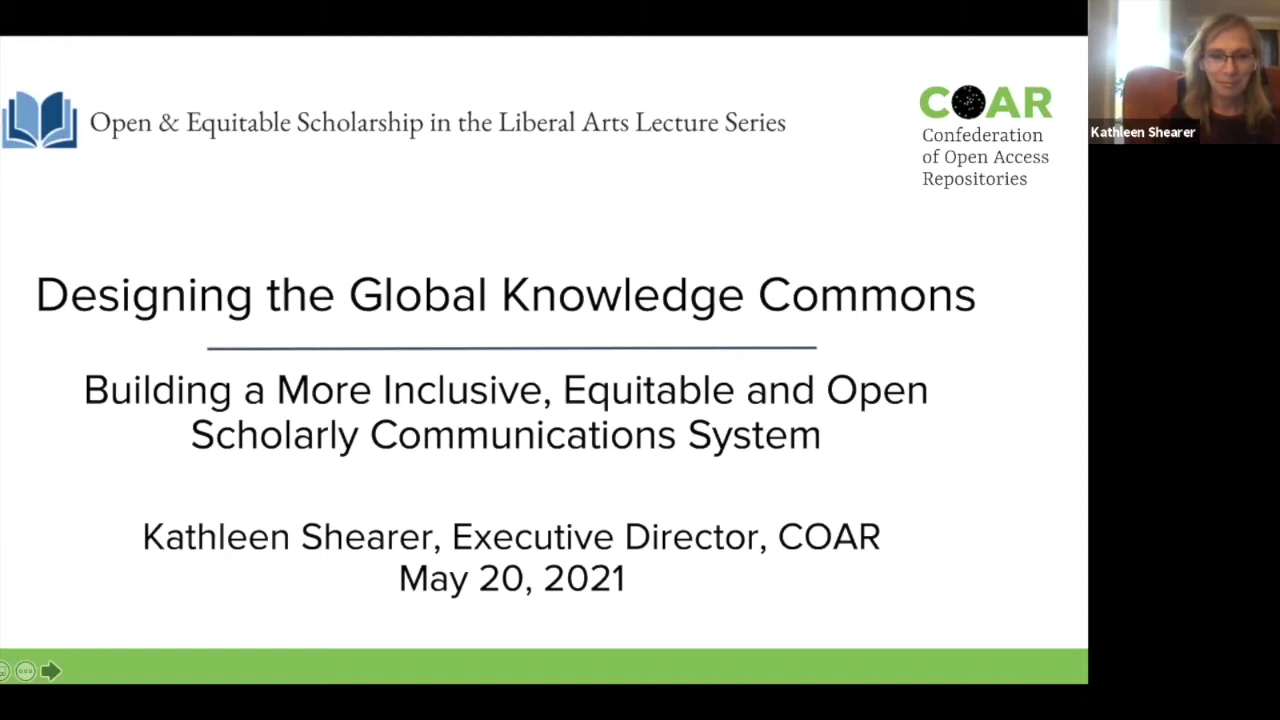 Open & Equitable Scholarship in the Liberal Arts Lecture Series
COAR
Confederation
of Open Access
Repositories
Kathleen Shearer
Designing the Global Knowledge Commons
Building a More Inclusive, Equitable and Open
Scholarly Communications System
Kathleen Shearer, Executive Director, COAR
May 20, 2021